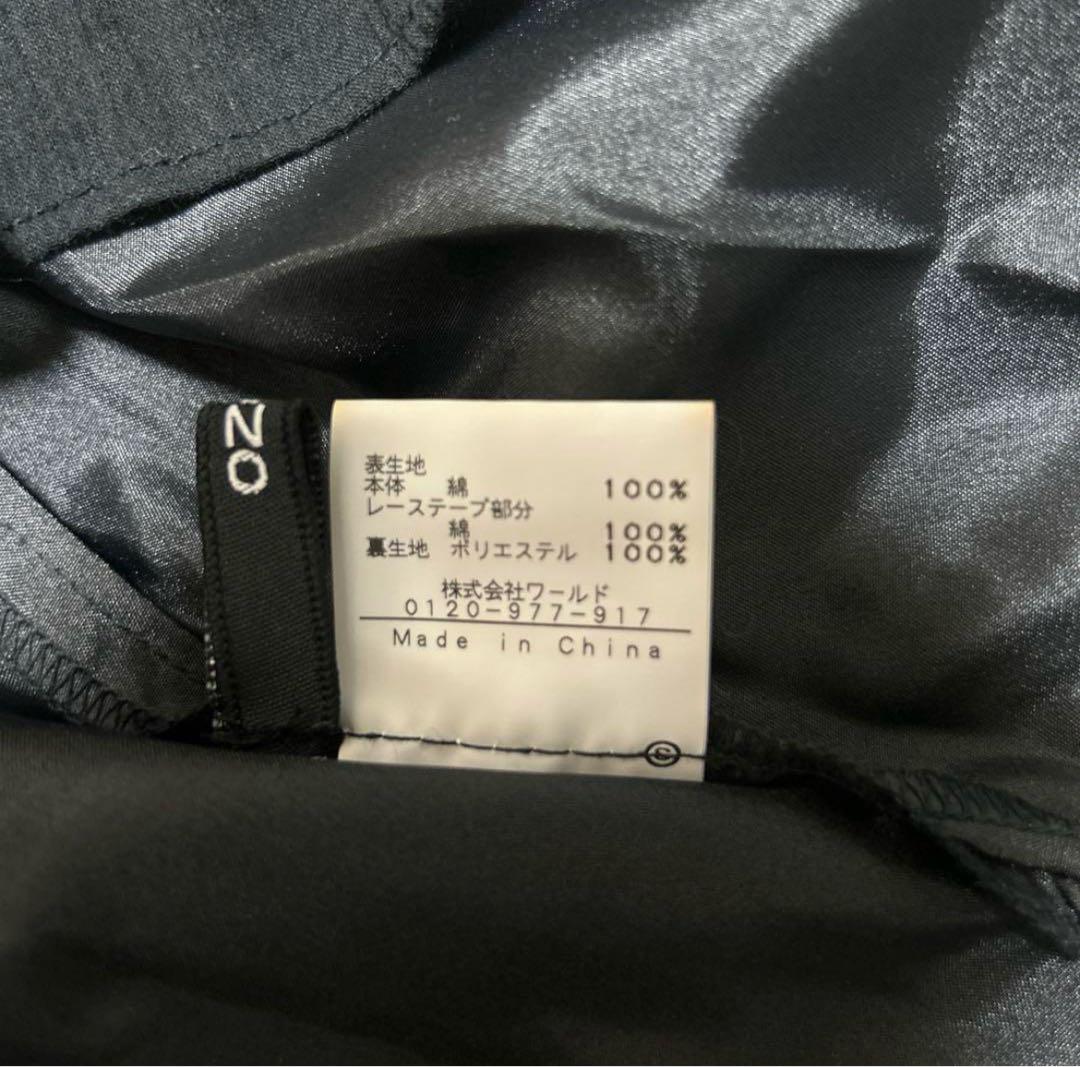 NO
表生地
本体 綿 100%
レーステープ部分
綿 100%
裏生地 ポリエステル 100%
株式会社ワールド
0120-977-917
Made in China